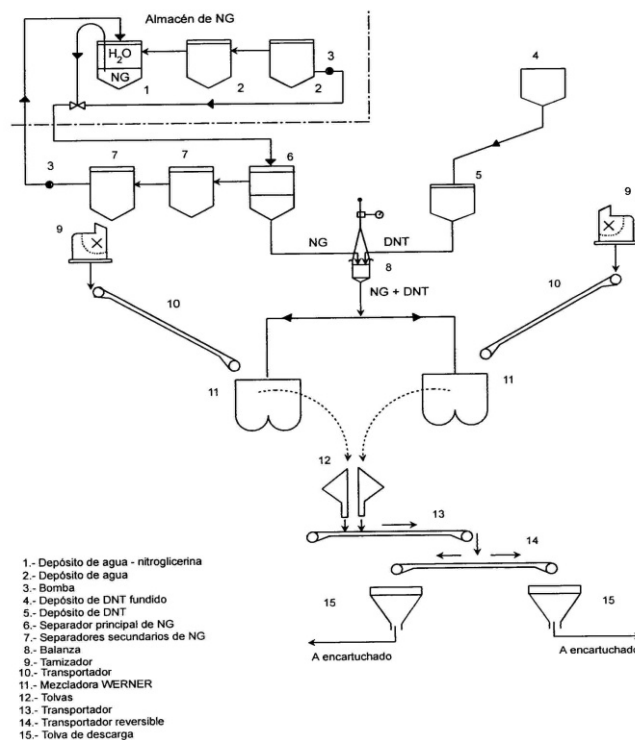 Almacén de NG
H₂O
NG
1
2
2
3
4
3
7
7
6
5
9
9
NG
DNT
8
NG + DNT
10
10
11
11
12
13
14
15
15
A encartuchado
A encartuchado
1.- Depósito de agua - nitroglicerina
2.- Depósito de agua
3.- Bomba
4.- Depósito de DNT fundido
5.- Depósito de DNT
6.- Separador principal de NG
7.- Separadores secundarios de NG
8.- Balanza
9.- Tamizador
10.- Transportador
11.- Mezcladora WERNER
12.- Tolvas
13.- Transportador
14.- Transportador reversible
15.- Tolva de descarga